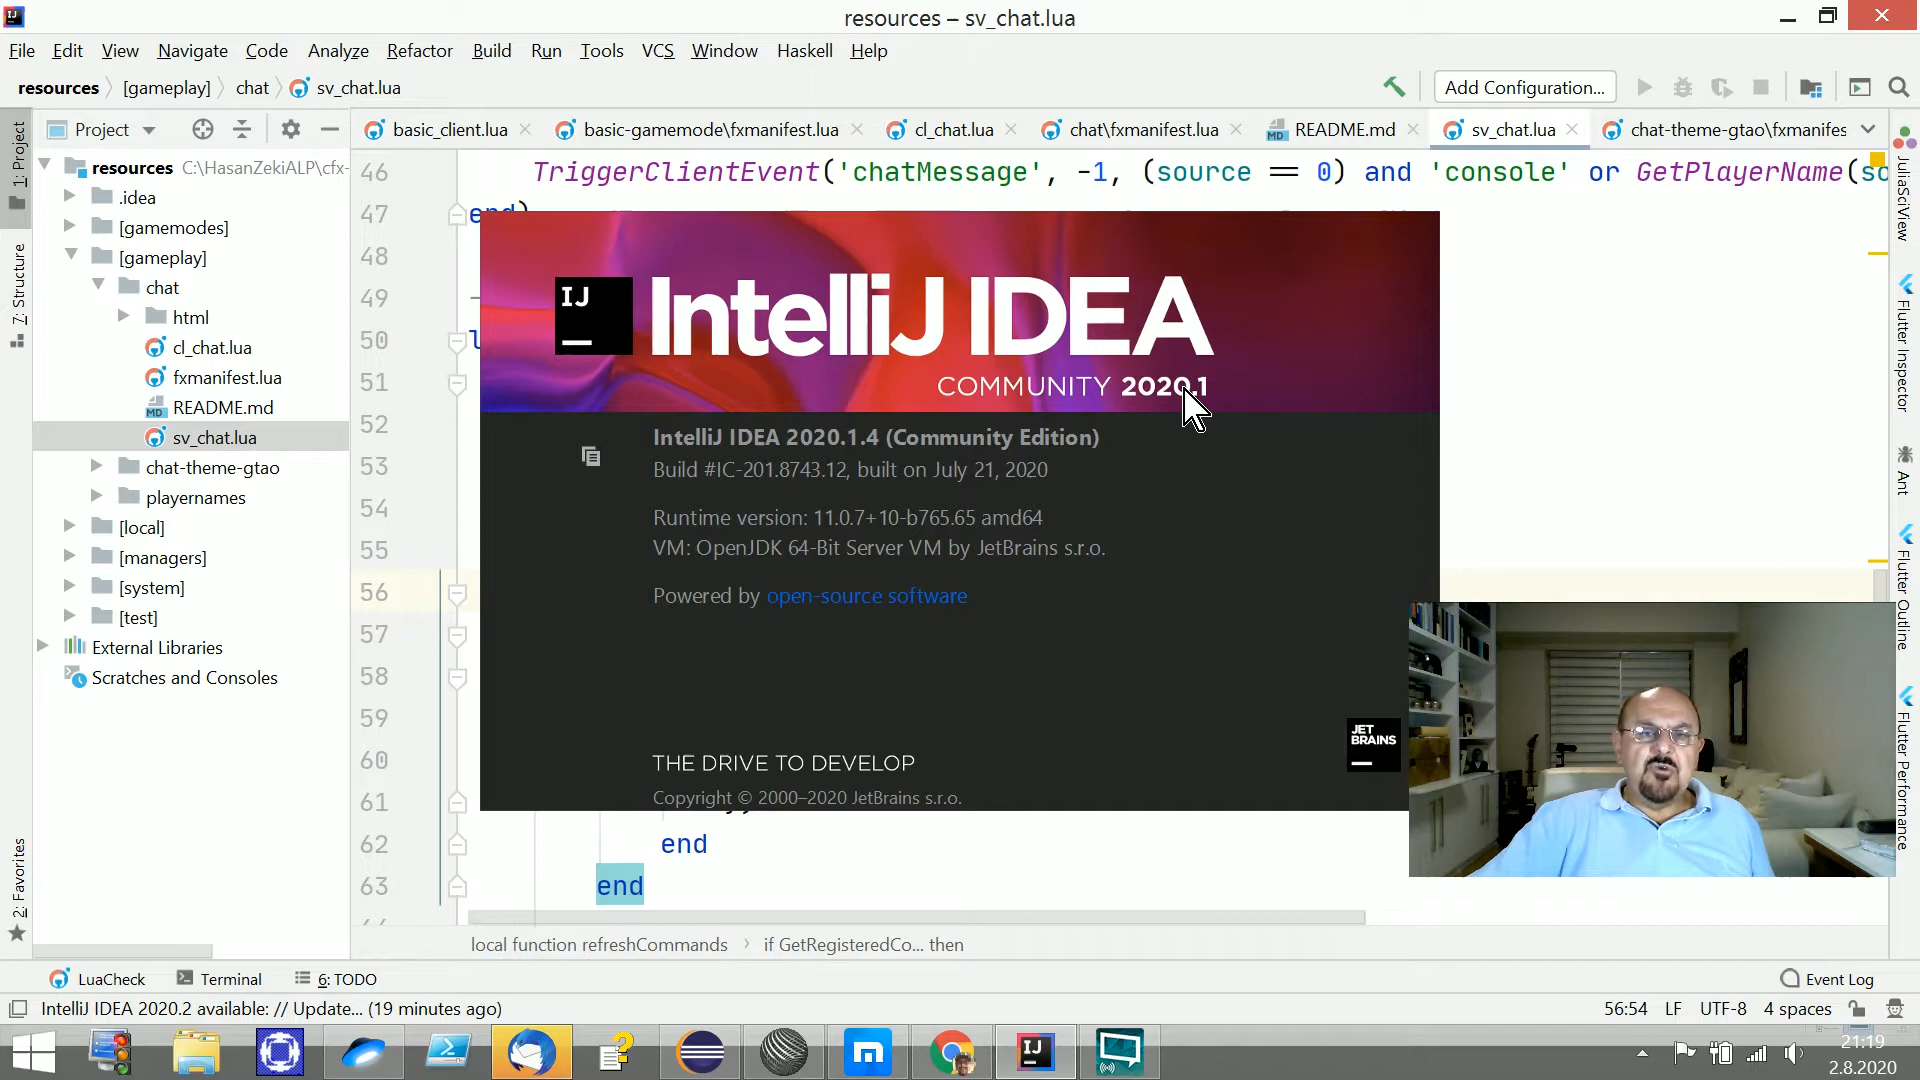 resources – sv_chat.lua
File Edit View Navigate Code Analyze Refactor Build Run Tools VCS Window Haskell Help
resources [gameplay] chat sv_chat.lua
Add Configuration...
1: Project
7: Structure
2: Favorites
Project
basic_client.lua
basic-gamemode\fxmanifest.lua
cl_chat.lua
chat\fxmanifest.lua
README.md
sv_chat.lua
chat-theme-gtao\fxmanifes
resources C:\HasanZekiALP\cfx-
.idea
[gamemodes]
[gameplay]
chat
html
cl_chat.lua
fxmanifest.lua
README.md
sv_chat.lua
chat-theme-gtao
playernames
[local]
[managers]
[system]
[test]
External Libraries
Scratches and Consoles
46 TriggerClientEvent('chatMessage', -1, (source == 0) and 'console' or GetPlayerName(so
47 end)
48
49
50 l
51
52
53
54
55
56
57
58
59
60
61
62 end
63 end
IJ
IntelliJ IDEA
COMMUNITY 2020.1
IntelliJ IDEA 2020.1.4 (Community Edition)
Build #IC-201.8743.12, built on July 21, 2020
Runtime version: 11.0.7+10-b765.65 amd64
VM: OpenJDK 64-Bit Server VM by JetBrains s.r.o.
Powered by open-source software
THE DRIVE TO DEVELOP
Copyright © 2000–2020 JetBrains s.r.o.
JET
BRAINS
JuliaSciView
Flutter Inspector
Ant
Flutter Outline
Flutter Performance
local function refreshCommands if GetRegisteredCo... then
LuaCheck Terminal 6: TODO Event Log
IntelliJ IDEA 2020.2 available: // Update... (19 minutes ago)
56:54 LF UTF-8 4 spaces
IJ
21:19
2.8.2020